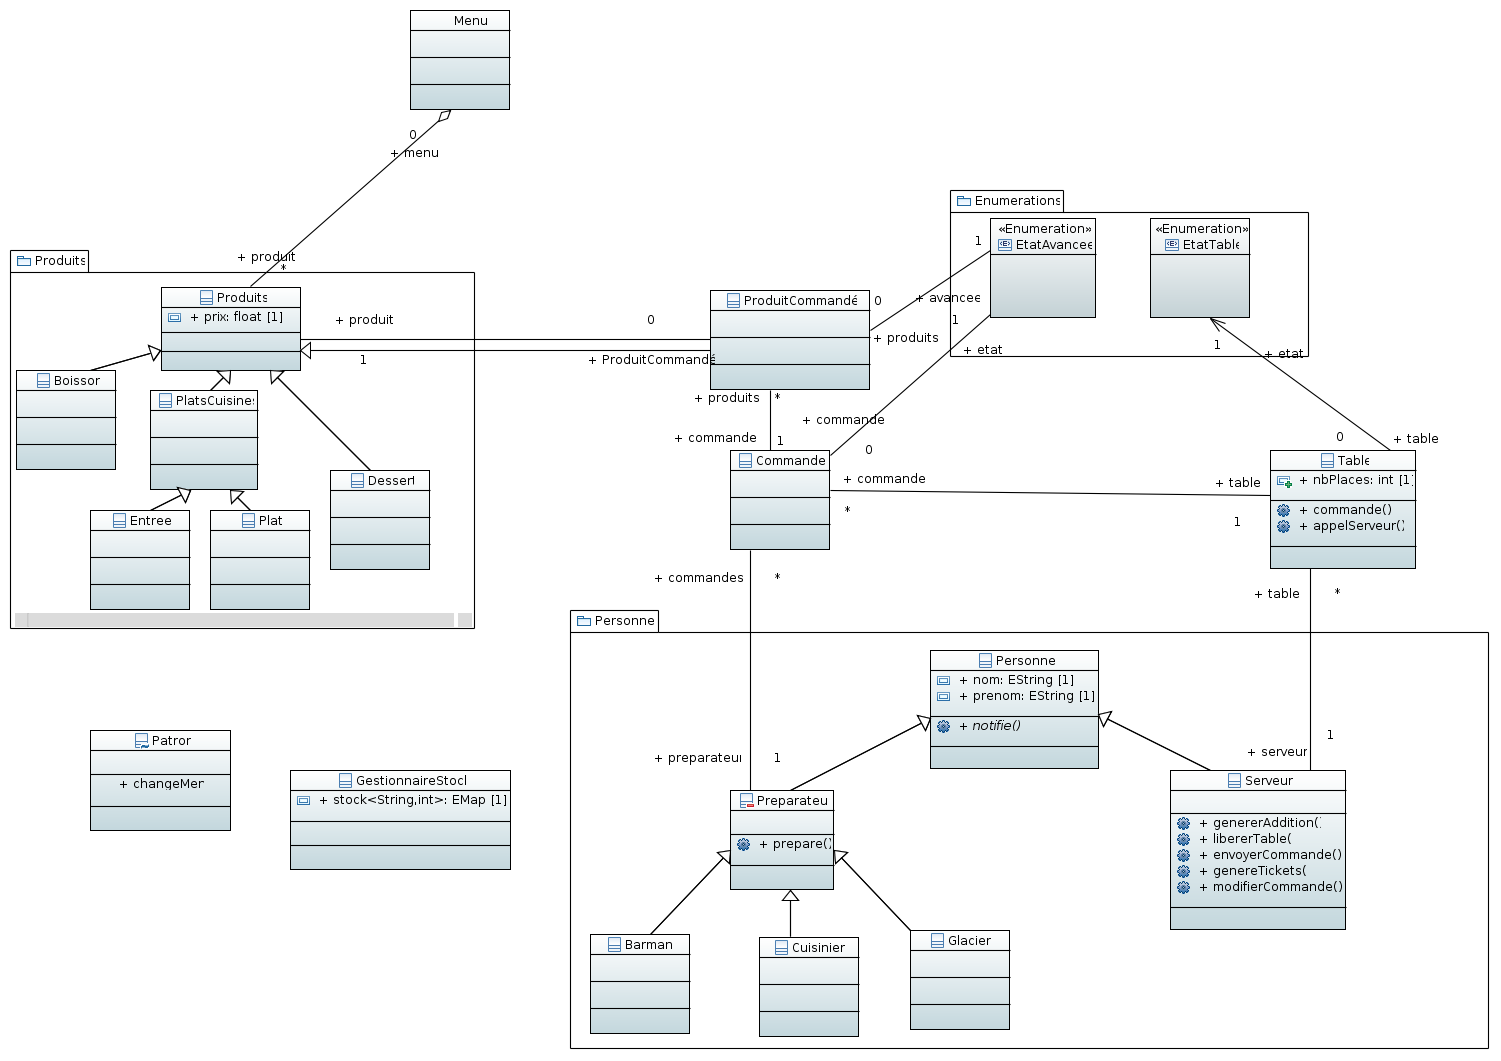 Menu
0
+ menu
+ produit
*
Produits
Produits
+ prix: float [1]
Boissor
PlatsCuisine
Dessert
Entree
Plat
+ produit
0
1
+ ProduitCommandé
ProduitCommandé
0
+ produits
+ produits
*
+ commande
1
Enumerations
«Enumeration»
EtatAvancee
«Enumeration»
EtatTable
1
+ avancee
1
+ etat
1
+ etat
+ commande
0
0
+ table
Commande
+ commande
*
+ table
1
Table
+ nbPlaces: int [1]
+ commande()
+ appelServeur()
+ commandes
*
+ table
*
Personne
Personne
+ nom: EString [1]
+ prenom: EString [1]
+ notifie()
+ preparateur
1
1
+ serveur
Preparateu
+ prepare()
Serveur
+ genererAddition()
+ libererTable(
+ envoyerCommande()
+ genereTickets(
+ modifierCommande()
Barman
Cuisinier
Glacier
Patror
+ changeMer
GestionnaireStocl
+ stock<String,int>: EMap [1]